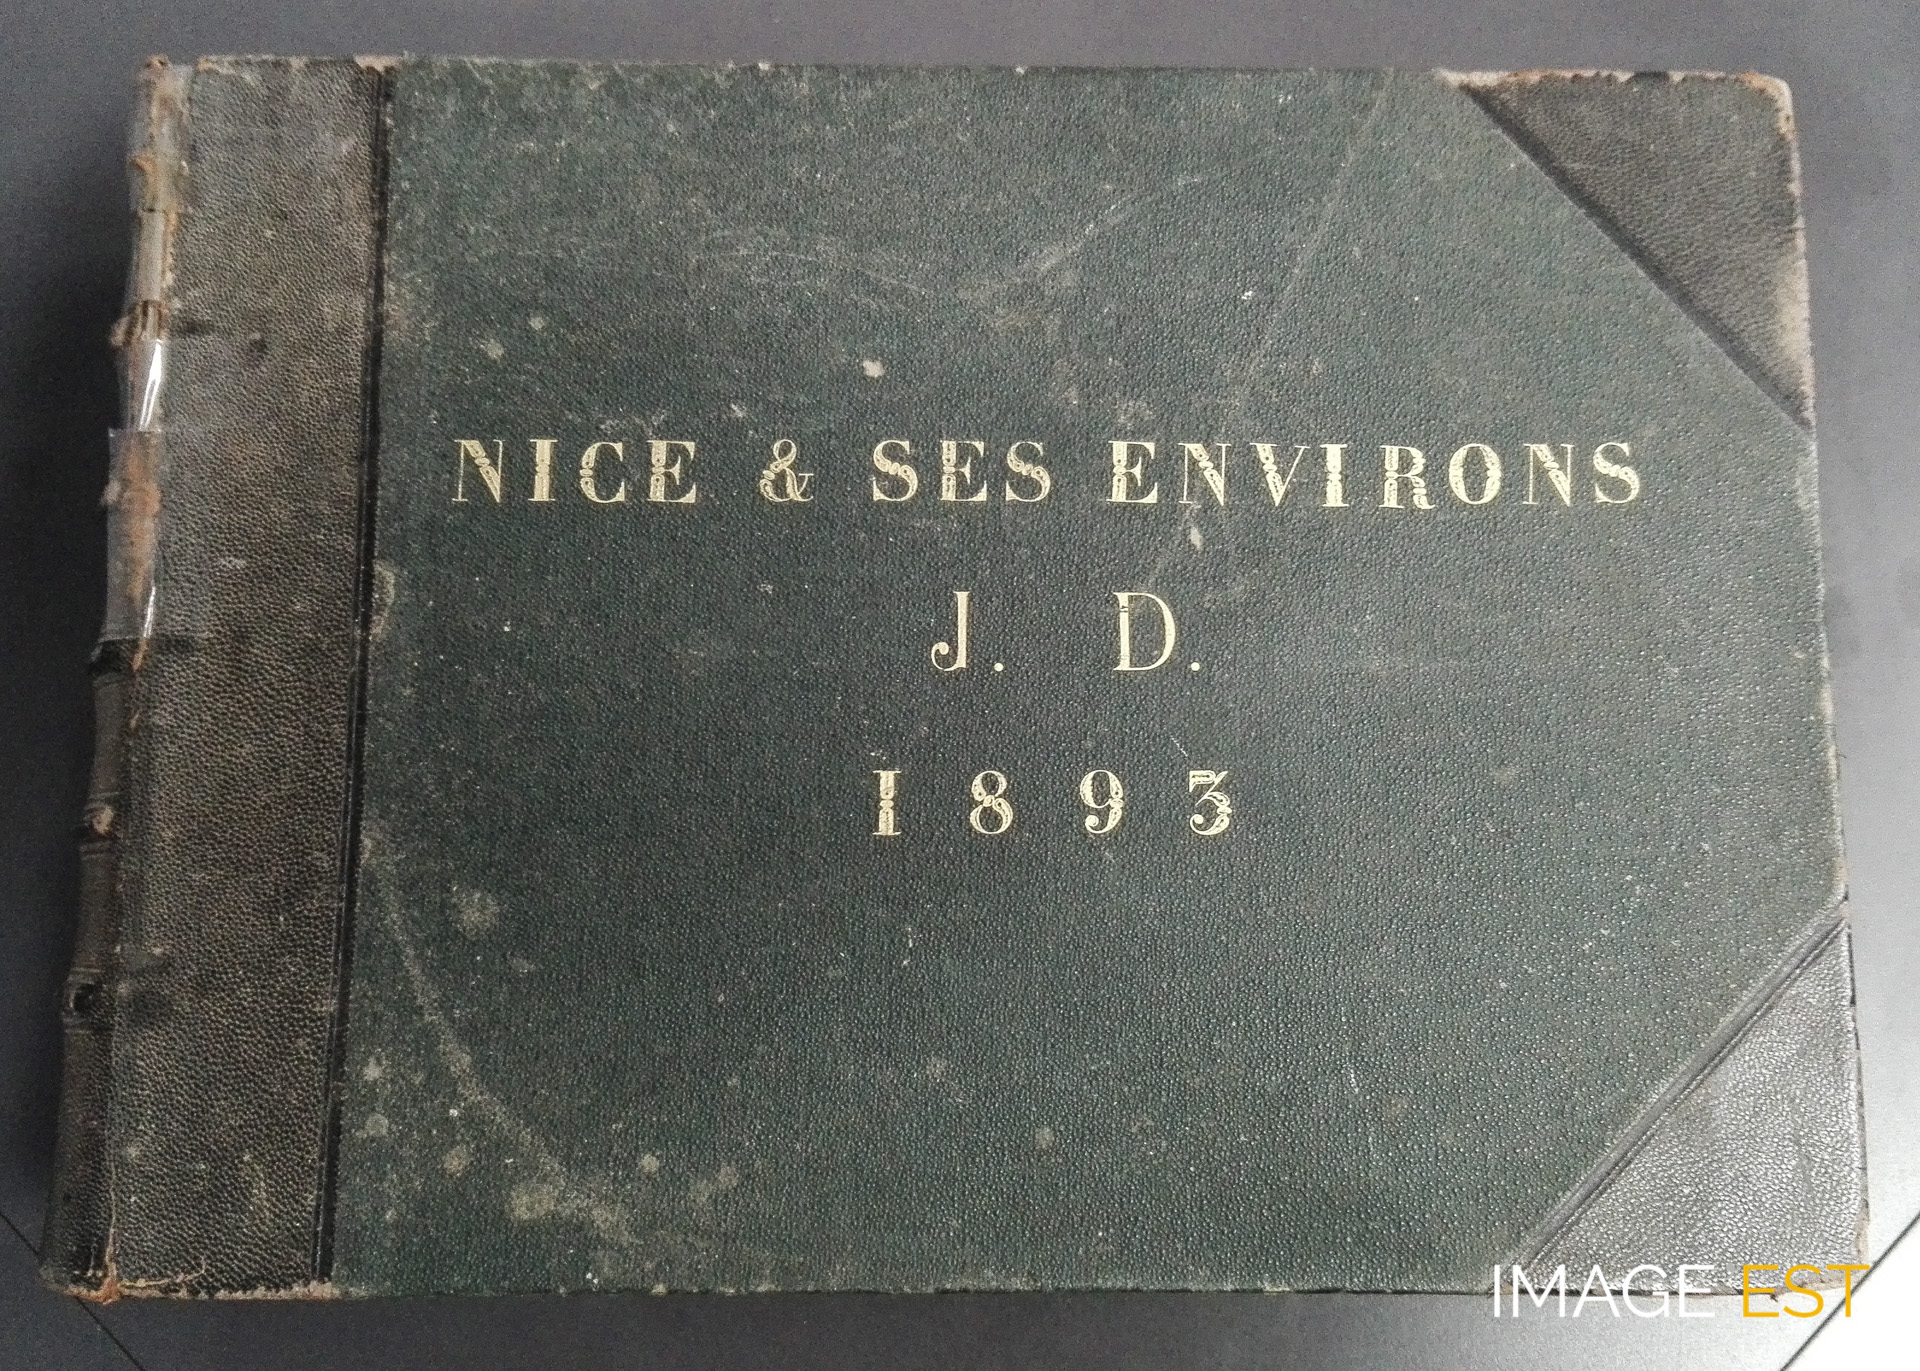 NICE & SES ENVIRONS
J. D.
1893
IMAGE EST